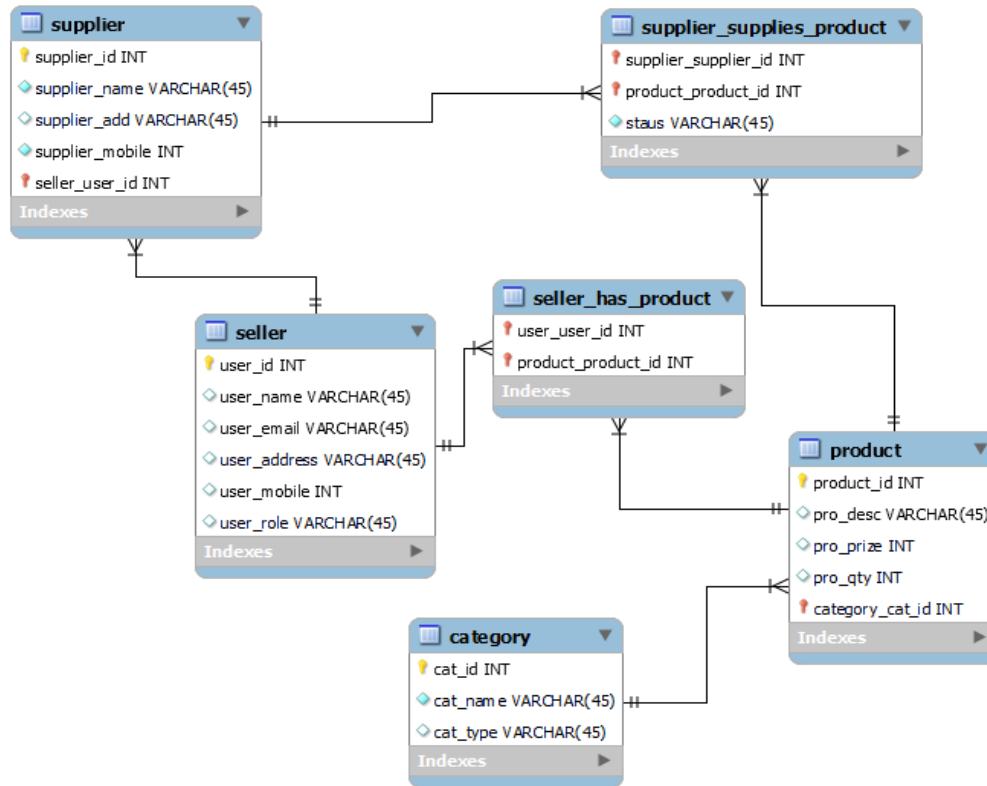 supplier
supplier_id INT
supplier_name VARCHAR(45)
supplier_add VARCHAR(45)
supplier_mobile INT
seller_user_id INT
Indexes
supplier_supplies_product
supplier_supplier_id INT
product_product_id INT
staus VARCHAR(45)
Indexes
seller_has_product
user_user_id INT
product_product_id INT
Indexes
seller
user_id INT
user_name VARCHAR(45)
user_email VARCHAR(45)
user_address VARCHAR(45)
user_mobile INT
user_role VARCHAR(45)
Indexes
product
product_id INT
pro_desc VARCHAR(45)
pro_prize INT
pro_qty INT
category_cat_id INT
Indexes
category
cat_id INT
cat_name VARCHAR(45)
cat_type VARCHAR(45)
Indexes